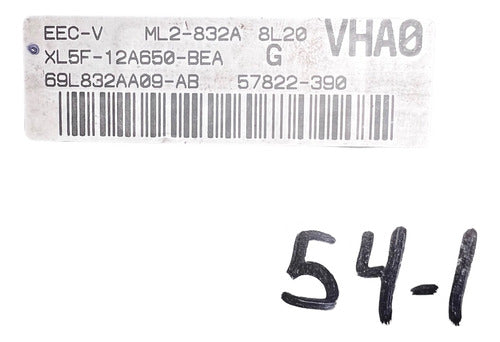 EEC-V ML2-832A 8L20 VHA0
XL5F-12A650-BEA G
69L832AA09-AB 57822-390
54-1